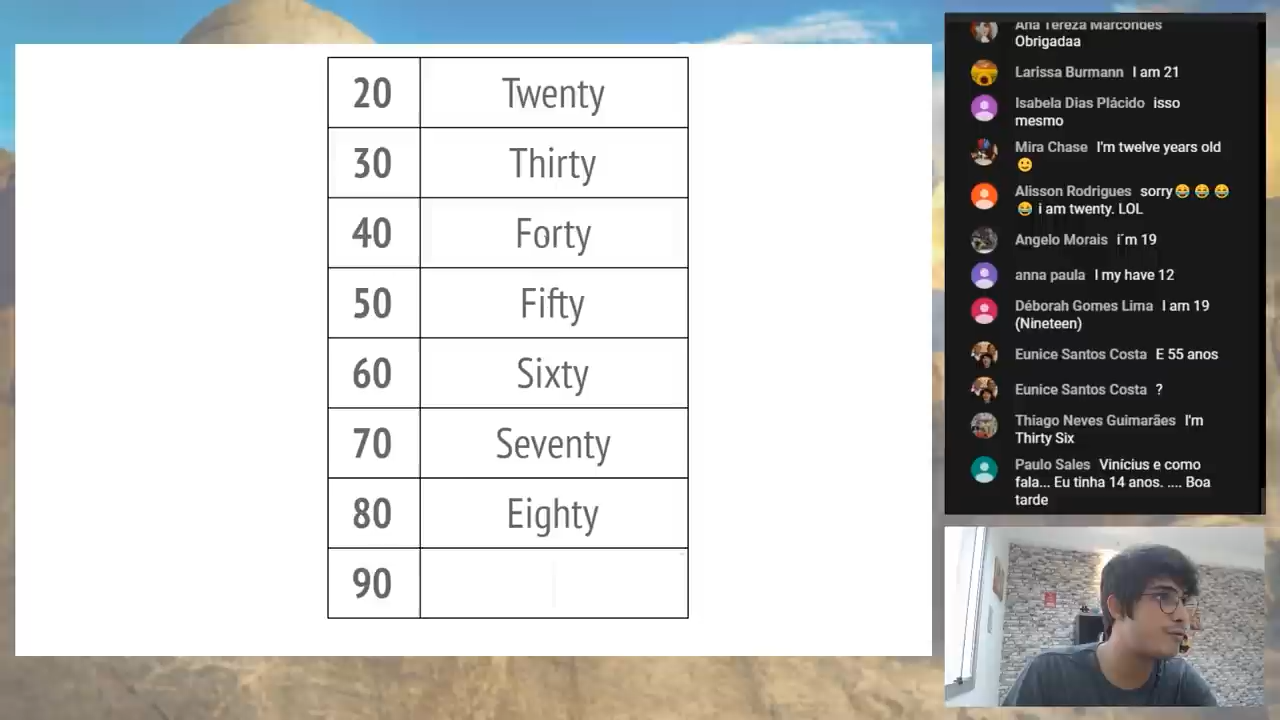 20 Twenty
30 Thirty
40 Forty
50 Fifty
60 Sixty
70 Seventy
80 Eighty
90
Ana Tereza Marcondes
Obrigadaa
Larissa Burmann I am 21
Isabela Dias Plácido isso
mesmo
Mira Chase I'm twelve years old
🙂
Alisson Rodrigues sorry😂😂😂
😂 i am twenty. LOL
Angelo Morais i´m 19
anna paula I my have 12
Déborah Gomes Lima I am 19
(Nineteen)
Eunice Santos Costa E 55 anos
Eunice Santos Costa ?
Thiago Neves Guimarães I'm
Thirty Six
Paulo Sales Vinícius e como
fala... Eu tinha 14 anos. .... Boa
tarde